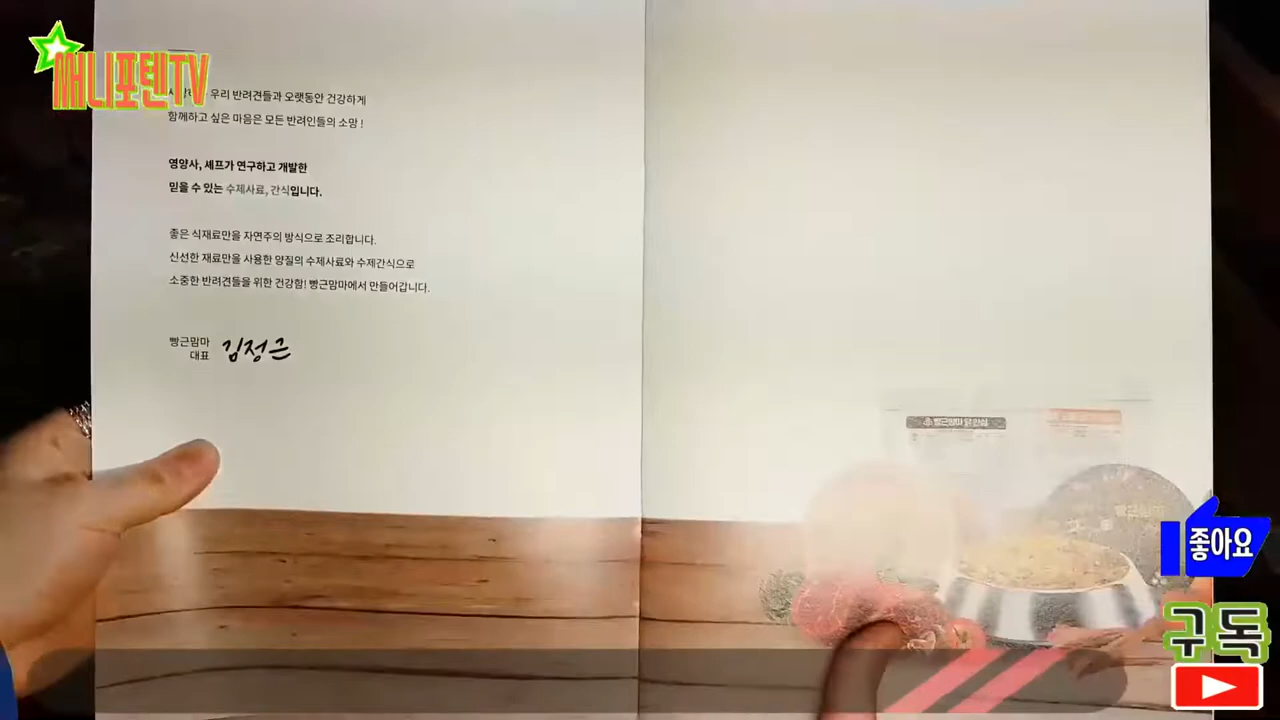 써니포텐TV
우리 반려견들과 오랫동안 건강하게
함께하고 싶은 마음은 모든 반려인들의 소망 !
영양사, 셰프가 연구하고 개발한
믿을 수 있는 수제사료, 간식입니다.
좋은 식재료만을 자연주의 방식으로 조리합니다.
신선한 재료만을 사용한 양질의 수제사료와 수제간식으로
소중한 반려견들을 위한 건강함! 빵근맘마에서 만들어갑니다.
빵근맘마
대표 김정근
좋아요
구독